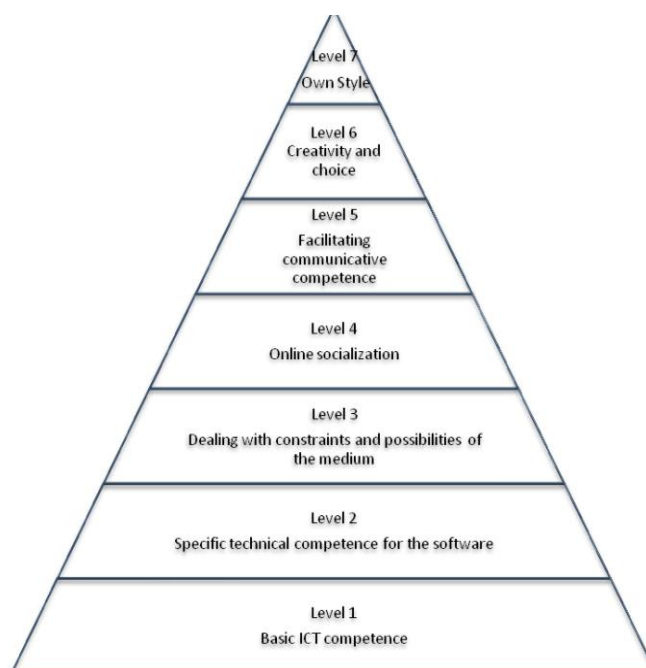 Level 7
Own Style
Level 6
Creativity and
choice
Level 5
Facilitating
communicative
competence
Level 4
Online socialization
Level 3
Dealing with constraints and possibilities of
the medium
Level 2
Specific technical competence for the software
Level 1
Basic ICT competence